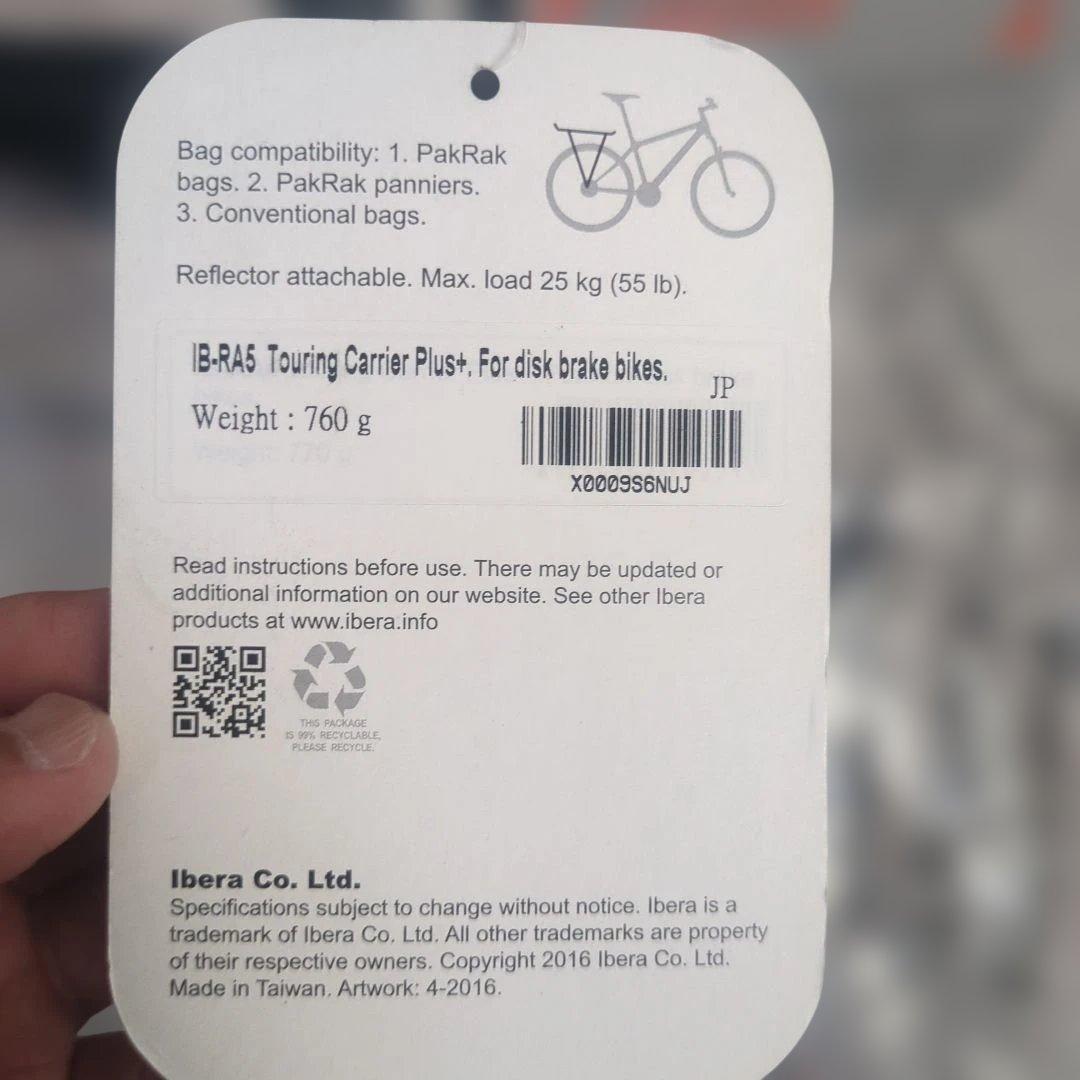 Bag compatibility: 1. PakRak
bags. 2. PakRak panniers.
3. Conventional bags.
Reflector attachable. Max. load 25 kg (55 lb).
IB-RA5 Touring Carrier Plus+. For disk brake bikes.
JP
Weight : 760 g
X0009S6NUJ
Read instructions before use. There may be updated or
additional information on our website. See other Ibera
products at www.ibera.info
THIS PACKAGE
IS 99% RECYCLABLE,
PLEASE RECYCLE.
Ibera Co. Ltd.
Specifications subject to change without notice. Ibera is a
trademark of Ibera Co. Ltd. All other trademarks are property
of their respective owners. Copyright 2016 Ibera Co. Ltd.
Made in Taiwan. Artwork: 4-2016.